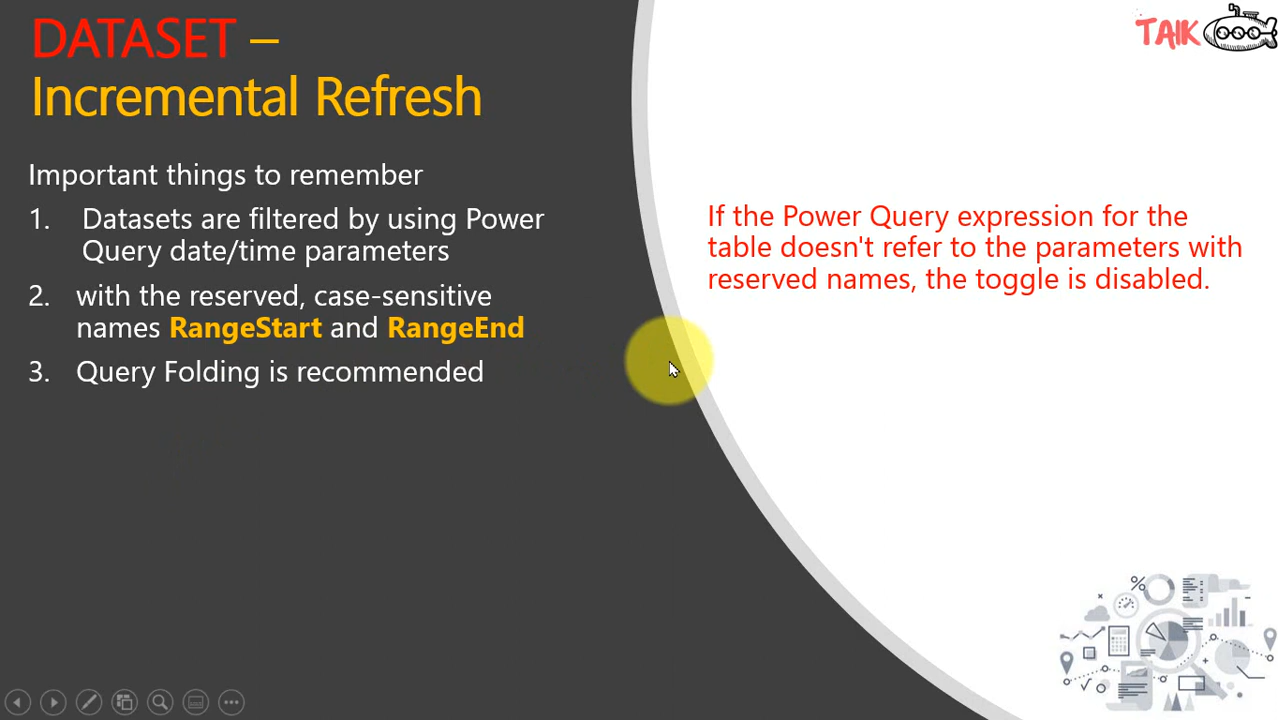 DATASET –
Incremental Refresh
Important things to remember
1. Datasets are filtered by using Power
Query date/time parameters
2. with the reserved, case-sensitive
names RangeStart and RangeEnd
3. Query Folding is recommended
If the Power Query expression for the
table doesn't refer to the parameters with
reserved names, the toggle is disabled.
TAIK